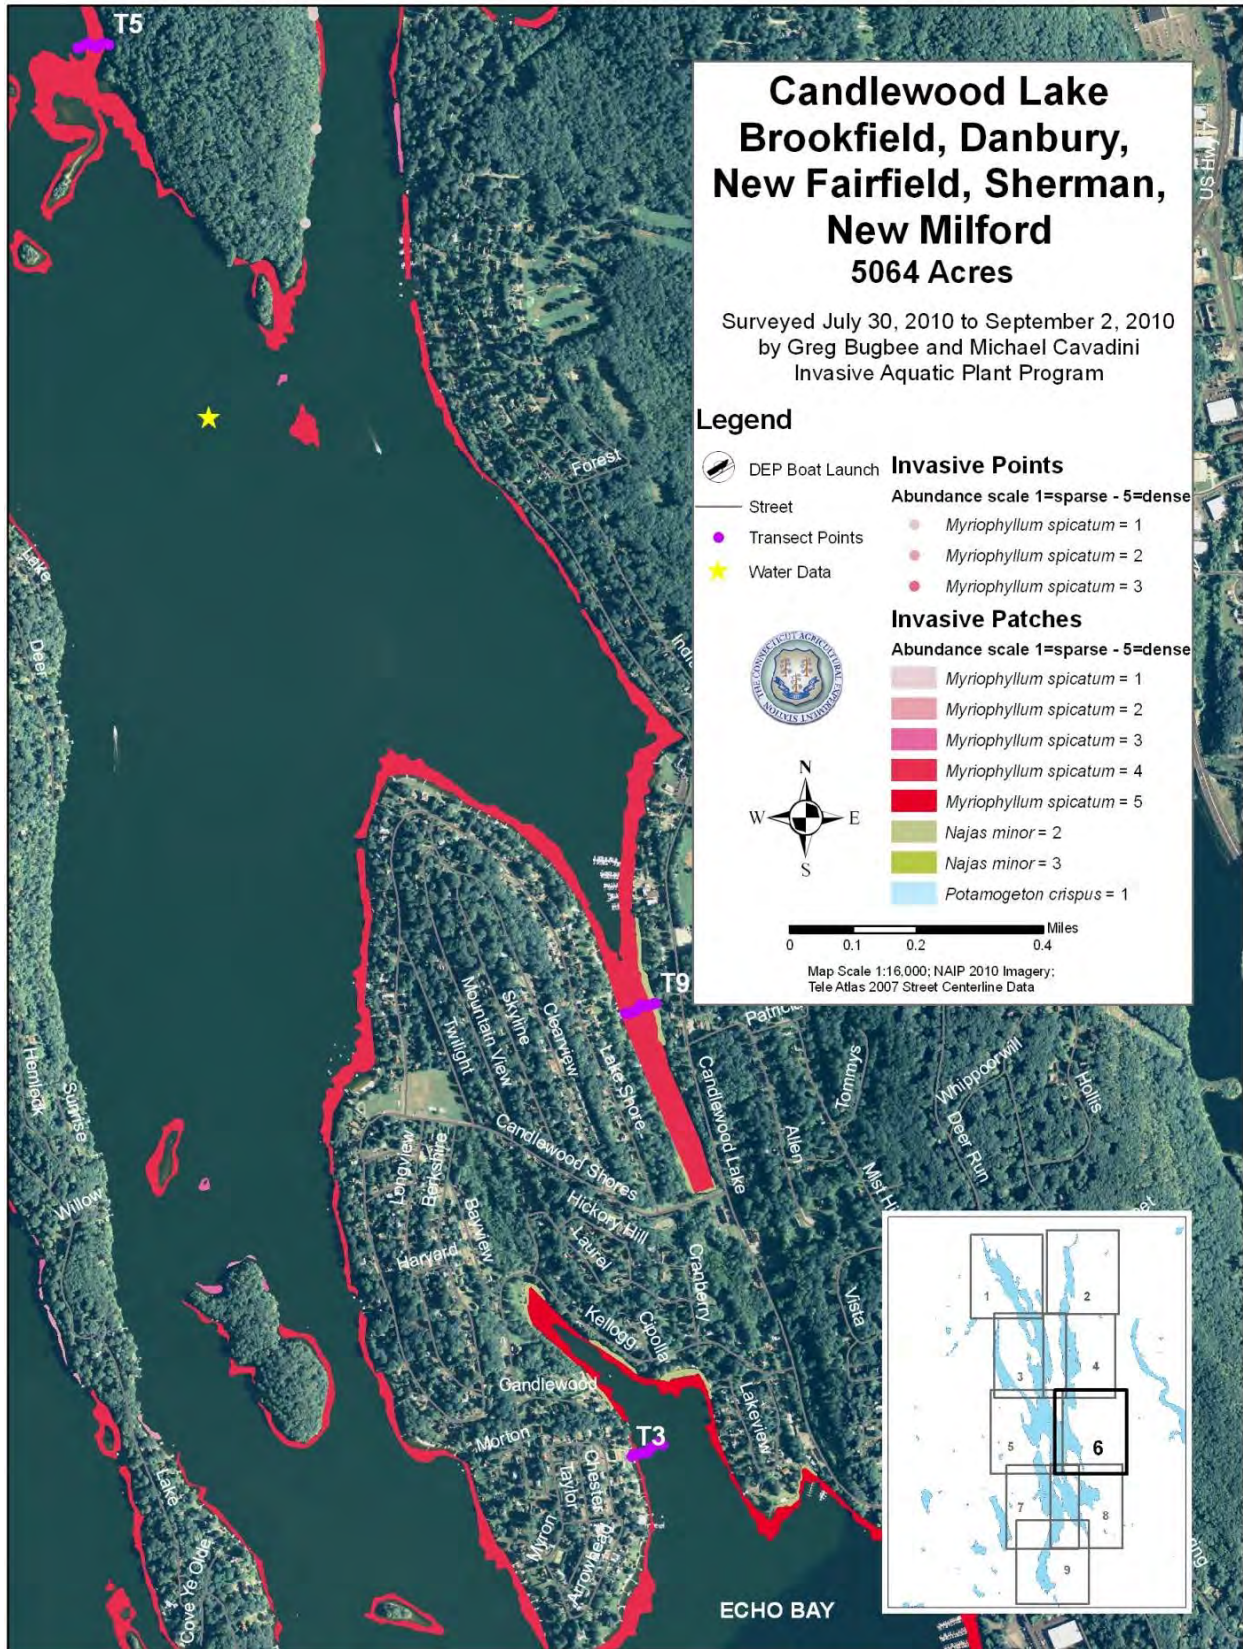 T5
US Hwy
Candlewood Lake
Brookfield, Danbury,
New Fairfield, Sherman,
New Milford
5064 Acres
Surveyed July 30, 2010 to September 2, 2010
by Greg Bugbee and Michael Cavadini
Invasive Aquatic Plant Program
Legend
DEP Boat Launch
Street
Transect Points
Water Data
Invasive Points
Abundance scale 1=sparse - 5=dense
Myriophyllum spicatum = 1
Myriophyllum spicatum = 2
Myriophyllum spicatum = 3
Invasive Patches
Abundance scale 1=sparse - 5=dense
Myriophyllum spicatum = 1
Myriophyllum spicatum = 2
Myriophyllum spicatum = 3
Myriophyllum spicatum = 4
Myriophyllum spicatum = 5
Najas minor = 2
Najas minor = 3
Potamogeton crispus = 1
THE CONNECTICUT AGRICULTURAL EXPERIMENT STATION
N
W
E
S
Miles
0
0.1
0.2
0.4
Map Scale 1:16,000; NAIP 2010 Imagery;
Tele Atlas 2007 Street Centerline Data
Forest
Lake
Deer
T9
Mountain View
Skyline
Clearview
Twilight
Lake Shore
Candlewood Lake
Tommys
Whippoorwill
Hollis
Deer Run
Allen
Hemlock
Sunrise
Candlewood Shores
Longview
Berkshire
Bayview
Hickory Hill
Laurel
Willow
Harvard
Cranberry
Vista
Kellogg
Cipolla
Candlewood
Lakeview
Morton
T3
Chester
Taylor
Myron
Arrowhead
Lake
Cove Ye Olde
ECHO BAY
1
2
3
4
5
6
7
8
9